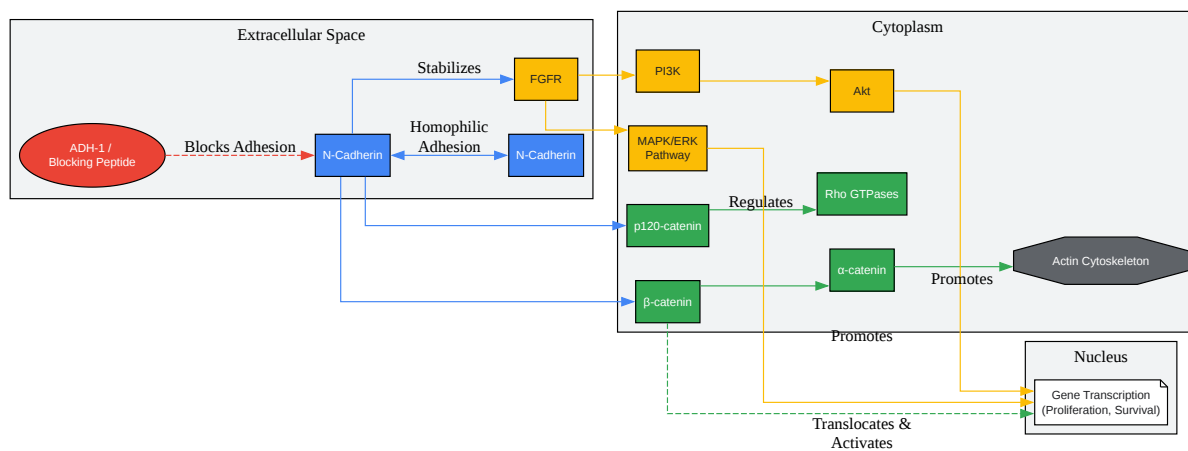 Extracellular Space
Cytoplasm
Stabilizes
FGFR
PI3K
Akt
ADH-1 /
Blocking Peptide
Blocks Adhesion
N-Cadherin
Homophilic
Adhesion
N-Cadherin
MAPK/ERK
Pathway
p120-catenin
Regulates
Rho GTPases
β-catenin
α-catenin
Promotes
Actin Cytoskeleton
Promotes
Nucleus
Gene Transcription
(Proliferation, Survival)
Translocates &
Activates